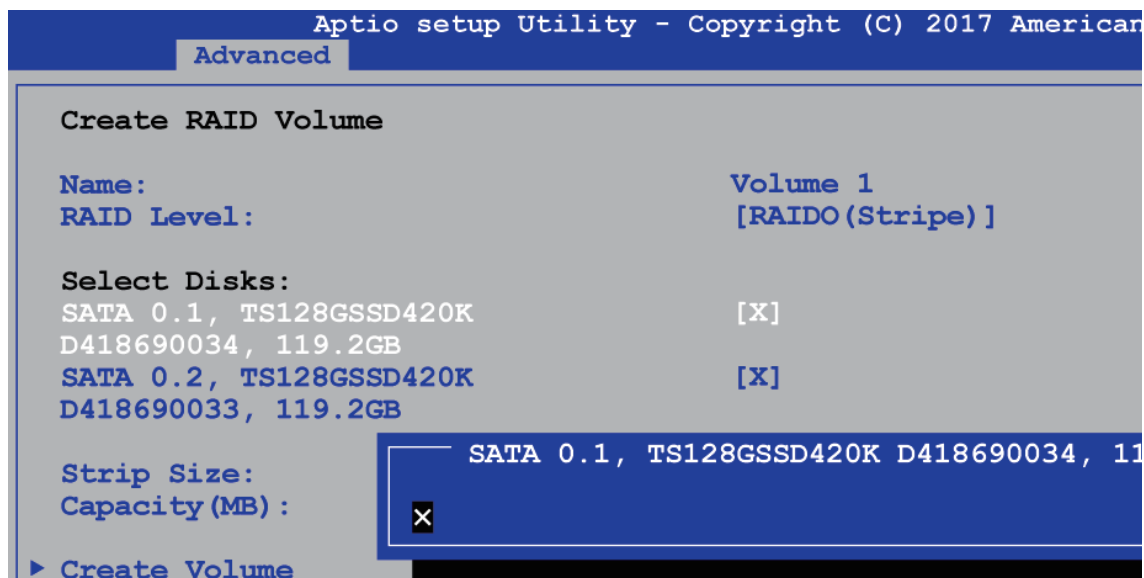 Aptio setup Utility - Copyright (C) 2017 American
Advanced
Create RAID Volume
Name: Volume 1
RAID Level: [RAIDO(Stripe)]
Select Disks:
SATA 0.1, TS128GSSD420K [X]
D418690034, 119.2GB
SATA 0.2, TS128GSSD420K [X]
D418690033, 119.2GB
SATA 0.1, TS128GSSD420K D418690034, 11
Strip Size:
Capacity(MB):
X
Create Volume